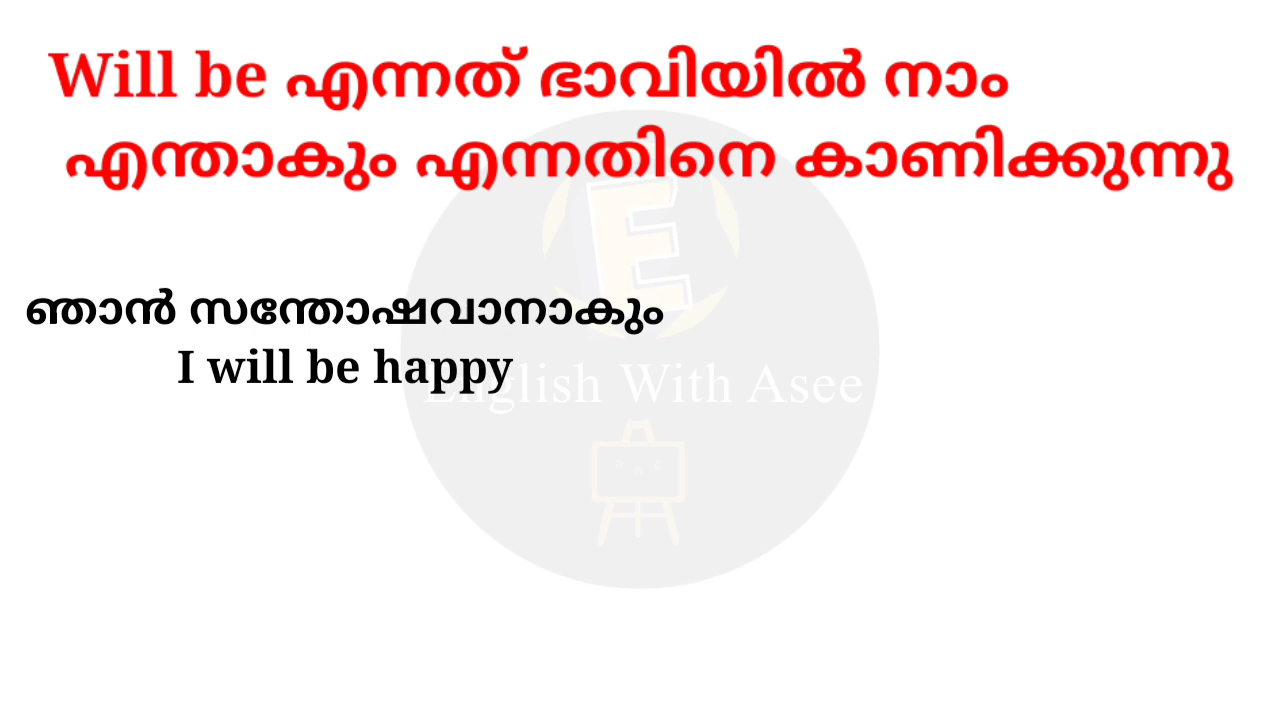 Will be എന്നത് ഭാവിയിൽ നാം
എന്താകും എന്നതിനെ കാണിക്കുന്നു
ഞാൻ സന്തോഷവാനാകും
I will be happy
English With Asee